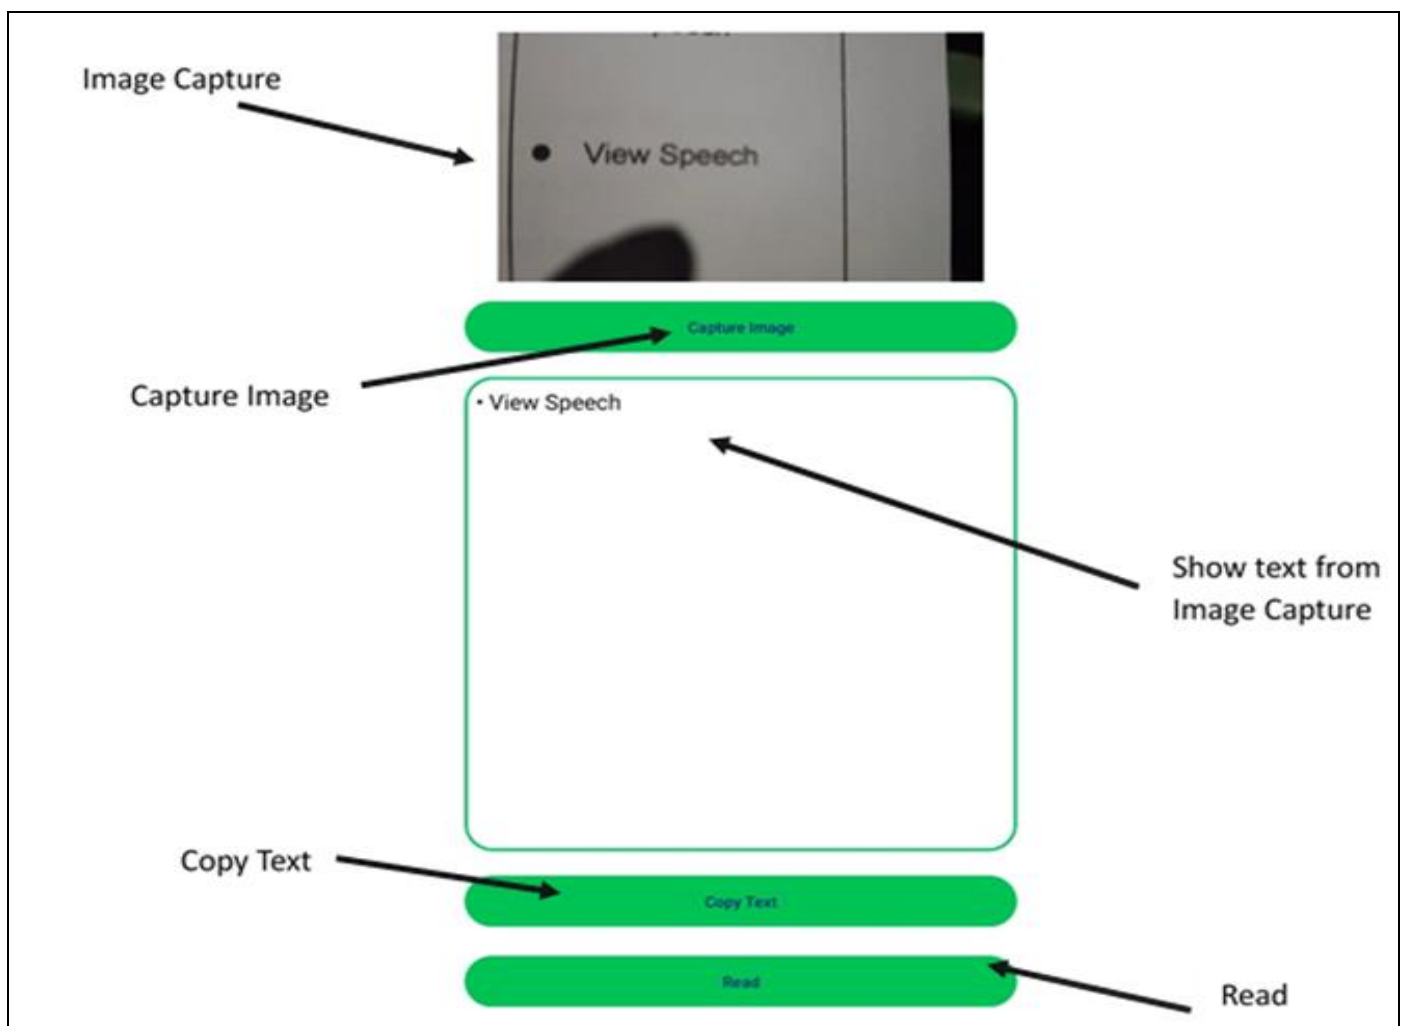 Image Capture
● View Speech
Capture Image
Capture Image
• View Speech
Show text from
Image Capture
Copy Text
Copy Text
Read
Read